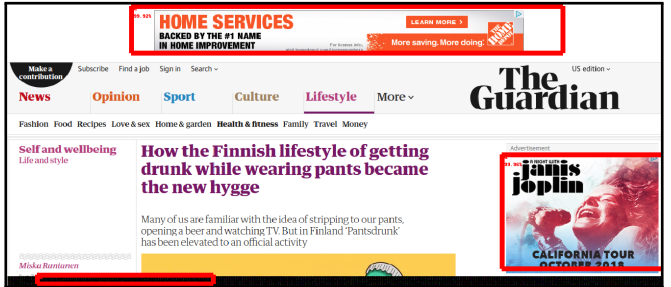 99.92%
HOME SERVICES
BACKED BY THE #1 NAME
IN HOME IMPROVEMENT
LEARN MORE >
More saving. More doing.
THE HOME DEPOT
Make a
contribution
Subscribe Find a job Sign in Search
US edition
The
Guardian
News Opinion Sport Culture Lifestyle More
Fashion Food Recipes Love & sex Home & garden Health & fitness Family Travel Money
Self and wellbeing
Life and style
How the Finnish lifestyle of getting
drunk while wearing pants became
the new hygge
Many of us are familiar with the idea of stripping to our pants,
opening a beer and watching TV. But in Finland ‘Pantsdrunk’
has been elevated to an official activity
Miska Rantanen
Advertisement
A NIGHT WITH
janis
joplin
CALIFORNIA TOUR
OCTOBER 2018